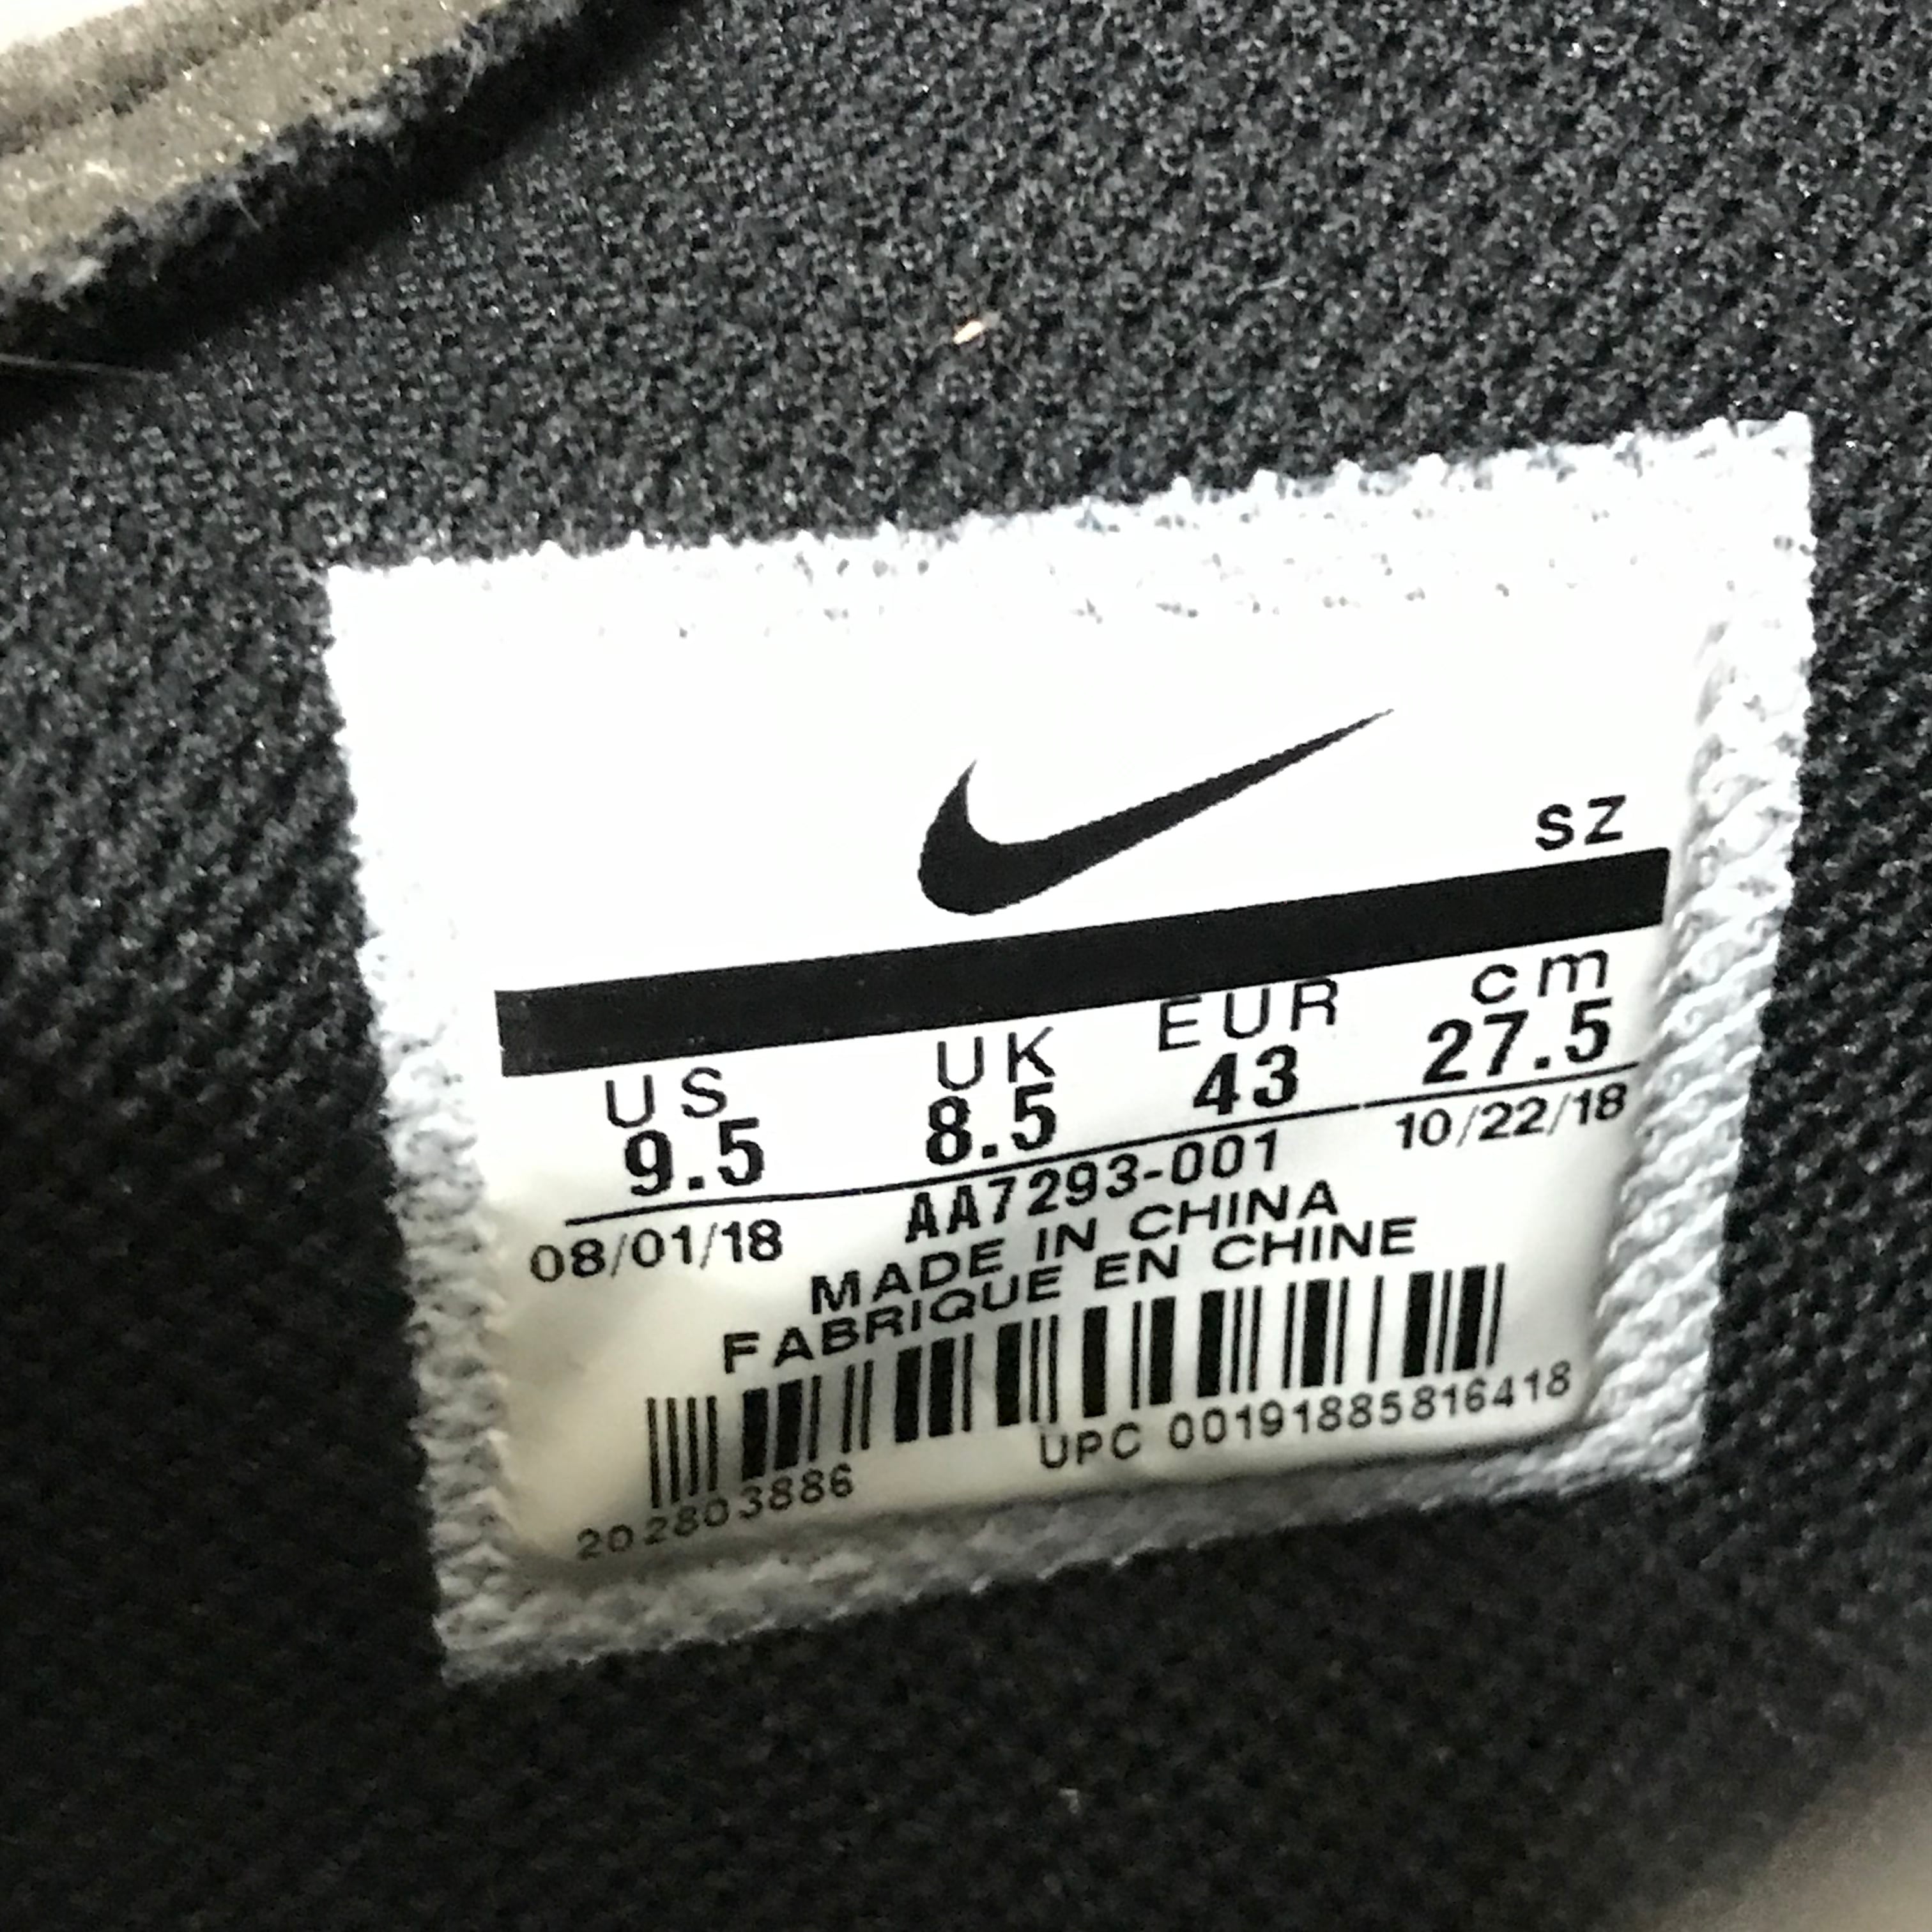 SZ
US UK EUR cm
9.5 8.5 43 27.5
08/01/18 AA7293-001 10/22/18
MADE IN CHINA
FABRIQUE EN CHINE
202803886 UPC 00191885816418